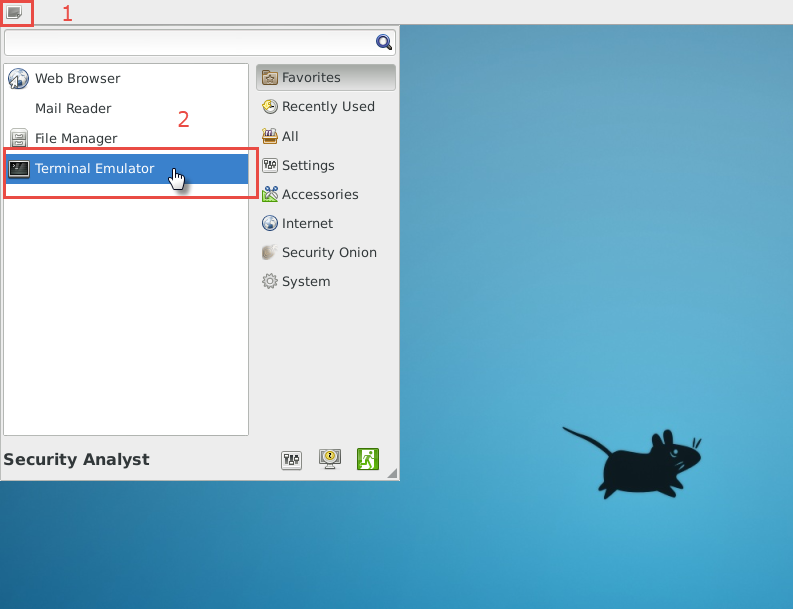 1
Web Browser
Mail Reader
2
File Manager
Terminal Emulator
Favorites
Recently Used
All
Settings
Accessories
Internet
Security Onion
System
Security Analyst